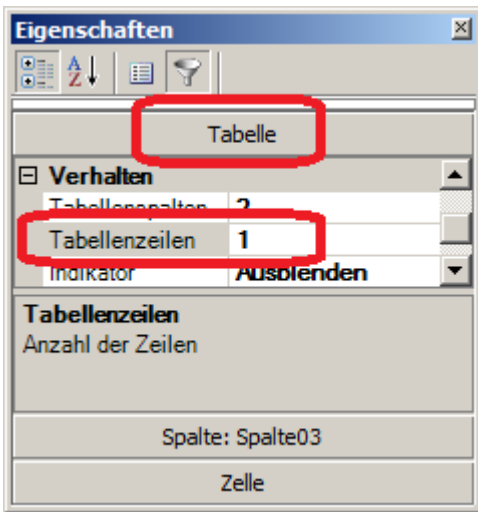 Eigenschaften
Tabelle
Verhalten
Tabellenspalten 2
Tabellenzeilen 1
Indikator Ausblenden
Tabellenzeilen
Anzahl der Zeilen
Spalte: Spalte03
Zelle